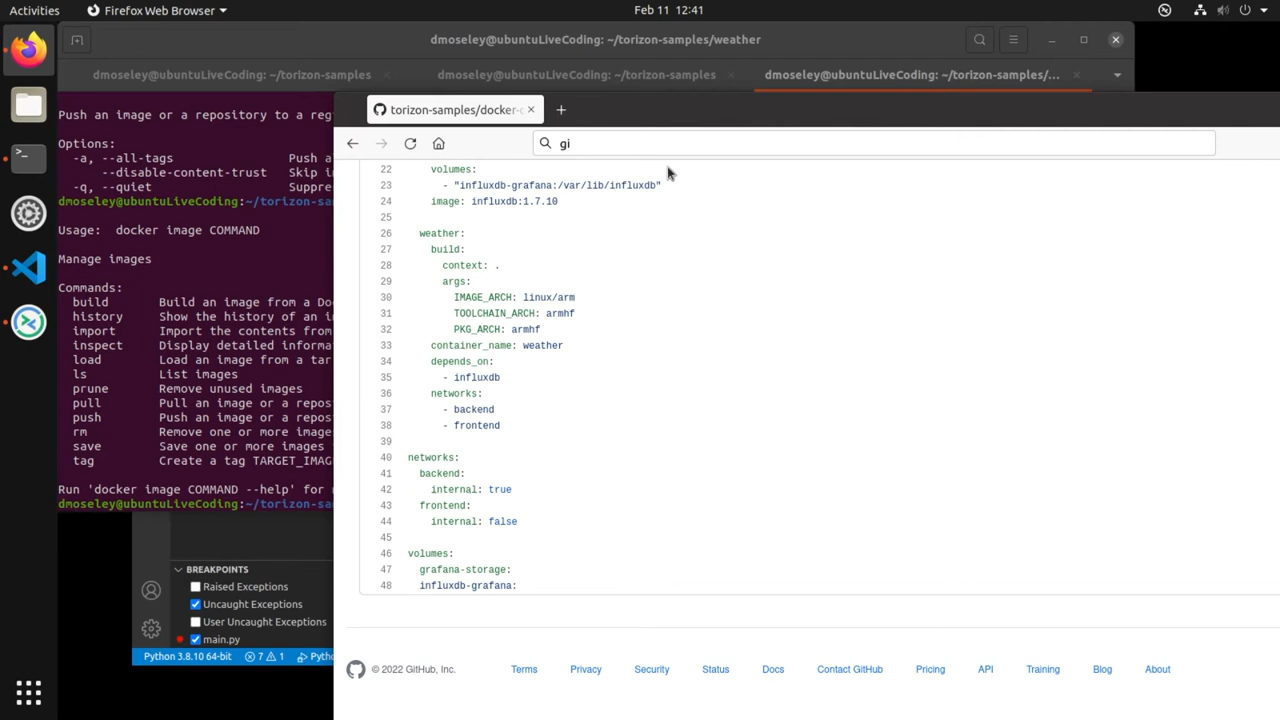 Activities
Firefox Web Browser
Feb 11 12:41
dmoseley@ubuntuLiveCoding: ~/torizon-samples/weather
dmoseley@ubuntuLiveCoding: ~/torizon-samples
dmoseley@ubuntuLiveCoding: ~/torizon-samples
dmoseley@ubuntuLiveCoding: ~/torizon-samples/...
Push an image or a repository to a reg
Options:
-a, --all-tags Push a
--disable-content-trust Skip i
-q, --quiet Suppre
dmoseley@ubuntuLiveCoding:~/torizon-sa
Usage: docker image COMMAND
Manage images
Commands:
build Build an image from a Do
history Show the history of an i
import Import the contents from
inspect Display detailed informa
load Load an image from a tar
ls List images
prune Remove unused images
pull Pull an image or a repos
push Push an image or a repos
rm Remove one or more image
save Save one or more images
tag Create a tag TARGET_IMAG
Run 'docker image COMMAND --help' for
dmoseley@ubuntuLiveCoding:~/torizon-sa
BREAKPOINTS
Raised Exceptions
Uncaught Exceptions
User Uncaught Exceptions
main.py
Python 3.8.10 64-bit 7 1 Pytho
torizon-samples/docker-
gi
22 volumes:
23 - "influxdb-grafana:/var/lib/influxdb"
24 image: influxdb:1.7.10
25
26 weather:
27 build:
28 context: .
29 args:
30 IMAGE_ARCH: linux/arm
31 TOOLCHAIN_ARCH: armhf
32 PKG_ARCH: armhf
33 container_name: weather
34 depends_on:
35 - influxdb
36 networks:
37 - backend
38 - frontend
39
40 networks:
41 backend:
42 internal: true
43 frontend:
44 internal: false
45
46 volumes:
47 grafana-storage:
48 influxdb-grafana:
© 2022 GitHub, Inc. Terms Privacy Security Status Docs Contact GitHub Pricing API Training Blog About